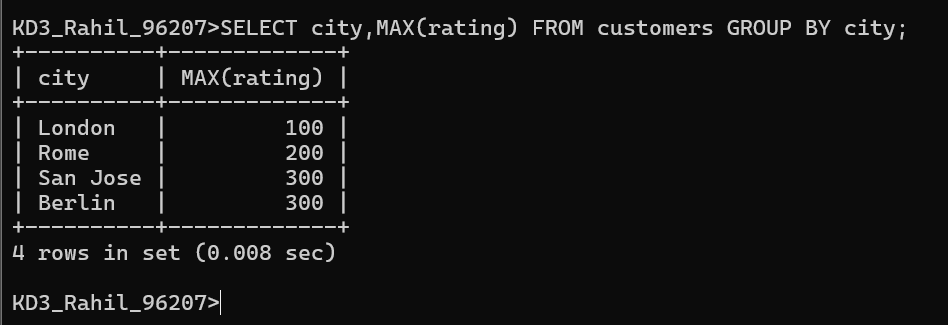 KD3_Rahil_96207>SELECT city,MAX(rating) FROM customers GROUP BY city;
+----------+-------------+
| city     | MAX(rating) |
+----------+-------------+
| London   |         100 |
| Rome     |         200 |
| San Jose |         300 |
| Berlin   |         300 |
+----------+-------------+
4 rows in set (0.008 sec)
KD3_Rahil_96207>